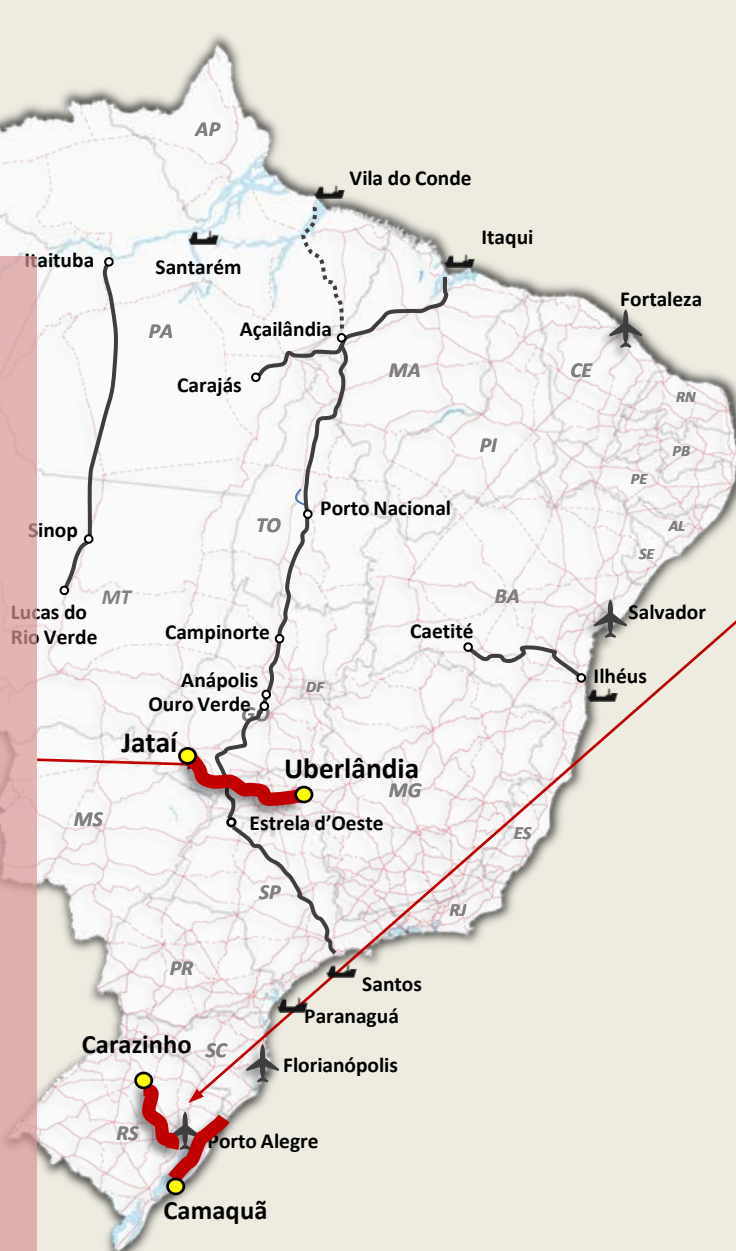 AP
Vila do Conde
Itaqui
Itaituba
Santarém
Fortaleza
PA
Açailândia
MA
CE
Carajás
RN
PI
PB
PE
Porto Nacional
TO
AL
Sinop
SE
MT
BA
Lucas do
Rio Verde
Salvador
Campinorte
Caetité
Anápolis
DF
Ilhéus
Ouro Verde
GO
Jataí
Uberlândia
MG
MS
Estrela d’Oeste
ES
SP
RJ
PR
Santos
Paranaguá
Carazinho
SC
Florianópolis
RS
Porto Alegre
Camaquã